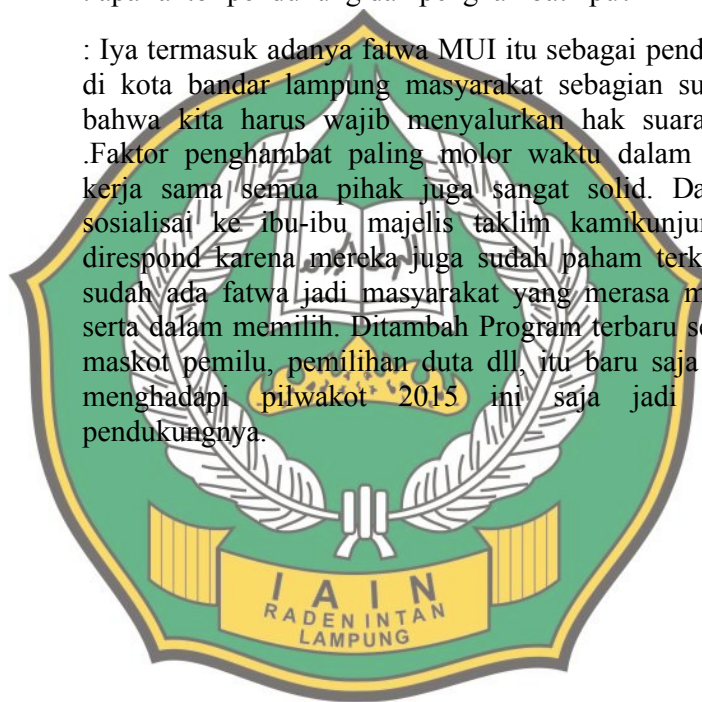 : Iya termasuk adanya fatwa MUI itu sebagai pend
di kota bandar lampung masyarakat sebagian su
bahwa kita harus wajib menyalurkan hak suara
.Faktor penghambat paling molor waktu dalam
kerja sama semua pihak juga sangat solid. Da
sosialisai ke ibu-ibu majelis taklim kamikunju
direspond karena mereka juga sudah paham terk
sudah ada fatwa jadi masyarakat yang merasa m
serta dalam memilih. Ditambah Program terbaru se
maskot pemilu, pemilihan duta dll, itu baru saja
menghadapi pilwakot 2015 ini saja jadi
pendukungnya.
I A I N
RADEN INTAN
LAMPUNG